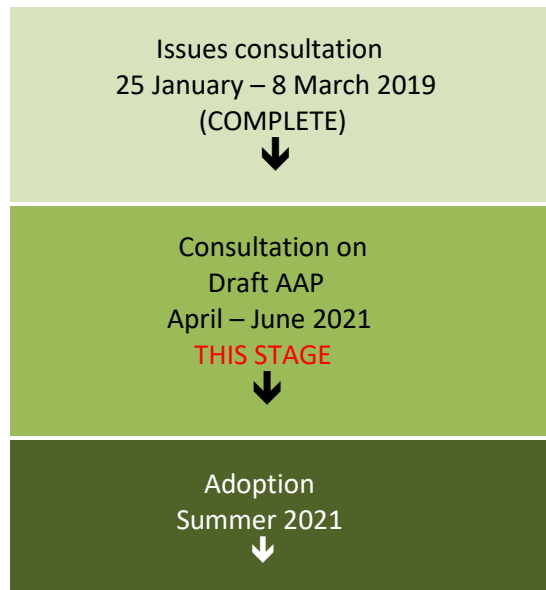 Issues consultation
25 January – 8 March 2019
(COMPLETE)
Consultation on
Draft AAP
April – June 2021
THIS STAGE
Adoption
Summer 2021